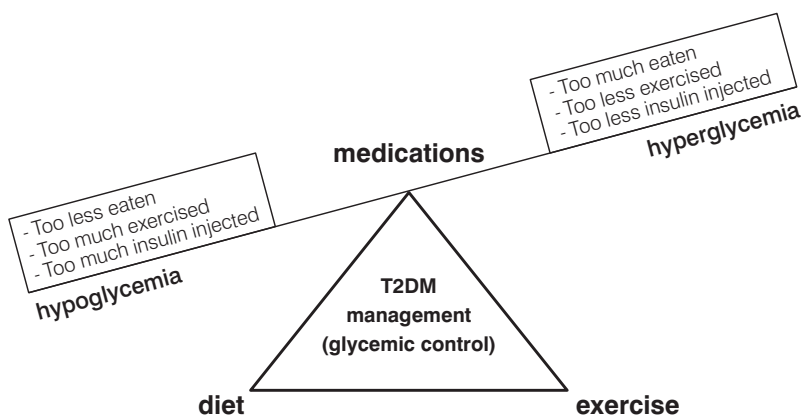 - Too much eaten
- Too less exercised
- Too less insulin injected
hyperglycemia
medications
- Too less eaten
- Too much exercised
- Too much insulin injected
hypoglycemia
T2DM
management
(glycemic control)
diet
exercise